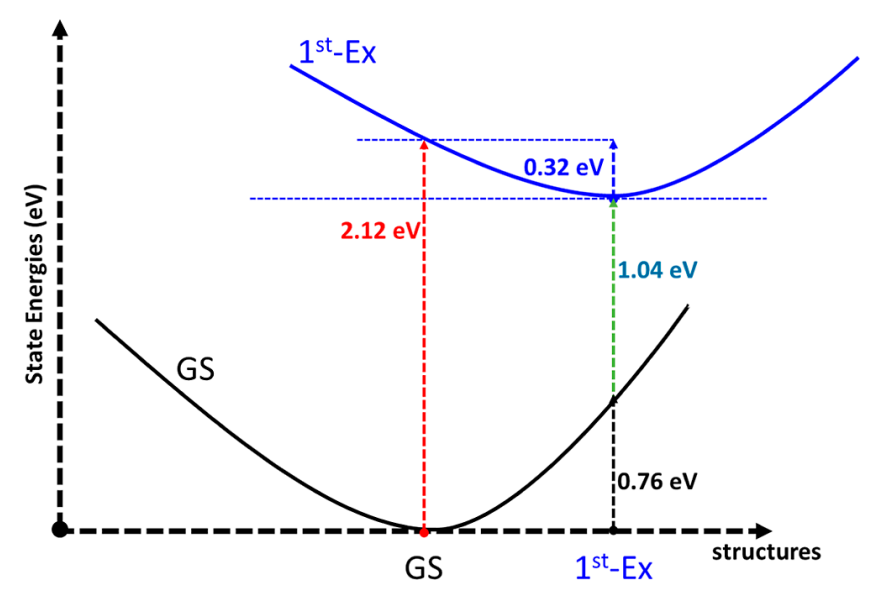 1st-Ex
0.32 eV
2.12 eV
1.04 eV
State Energies (eV)
GS
0.76 eV
structures
GS
1st-Ex